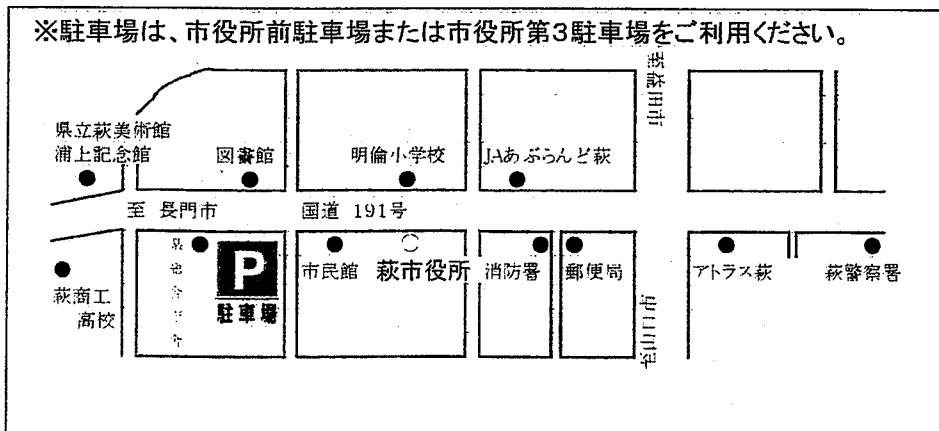 ※駐車場は、市役所前駐車場または市役所第3駐車場をご利用ください。
至益田市
県立萩美術館
浦上記念館
図書館
明倫小学校
JAあぶらんど萩
至 長門市
国道 191号
P
駐車場
市民館
萩市役所
消防署
郵便局
アトラス萩
萩警察署
萩商工
高校